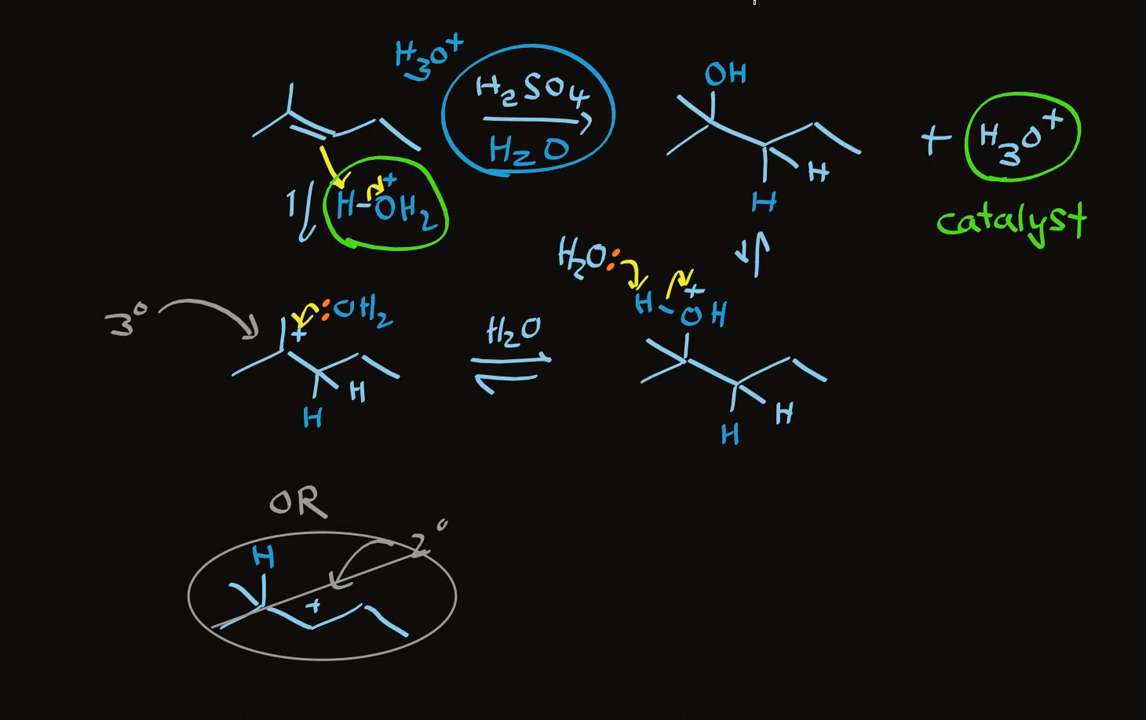 H3O+
H2SO4
H2O
OH
H
H
+ H3O+
catalyst
H-OH2
+
H2O:
H-OH
+
3°
+ :OH2
H
H
H2O
H
H
OR
2°
H
+